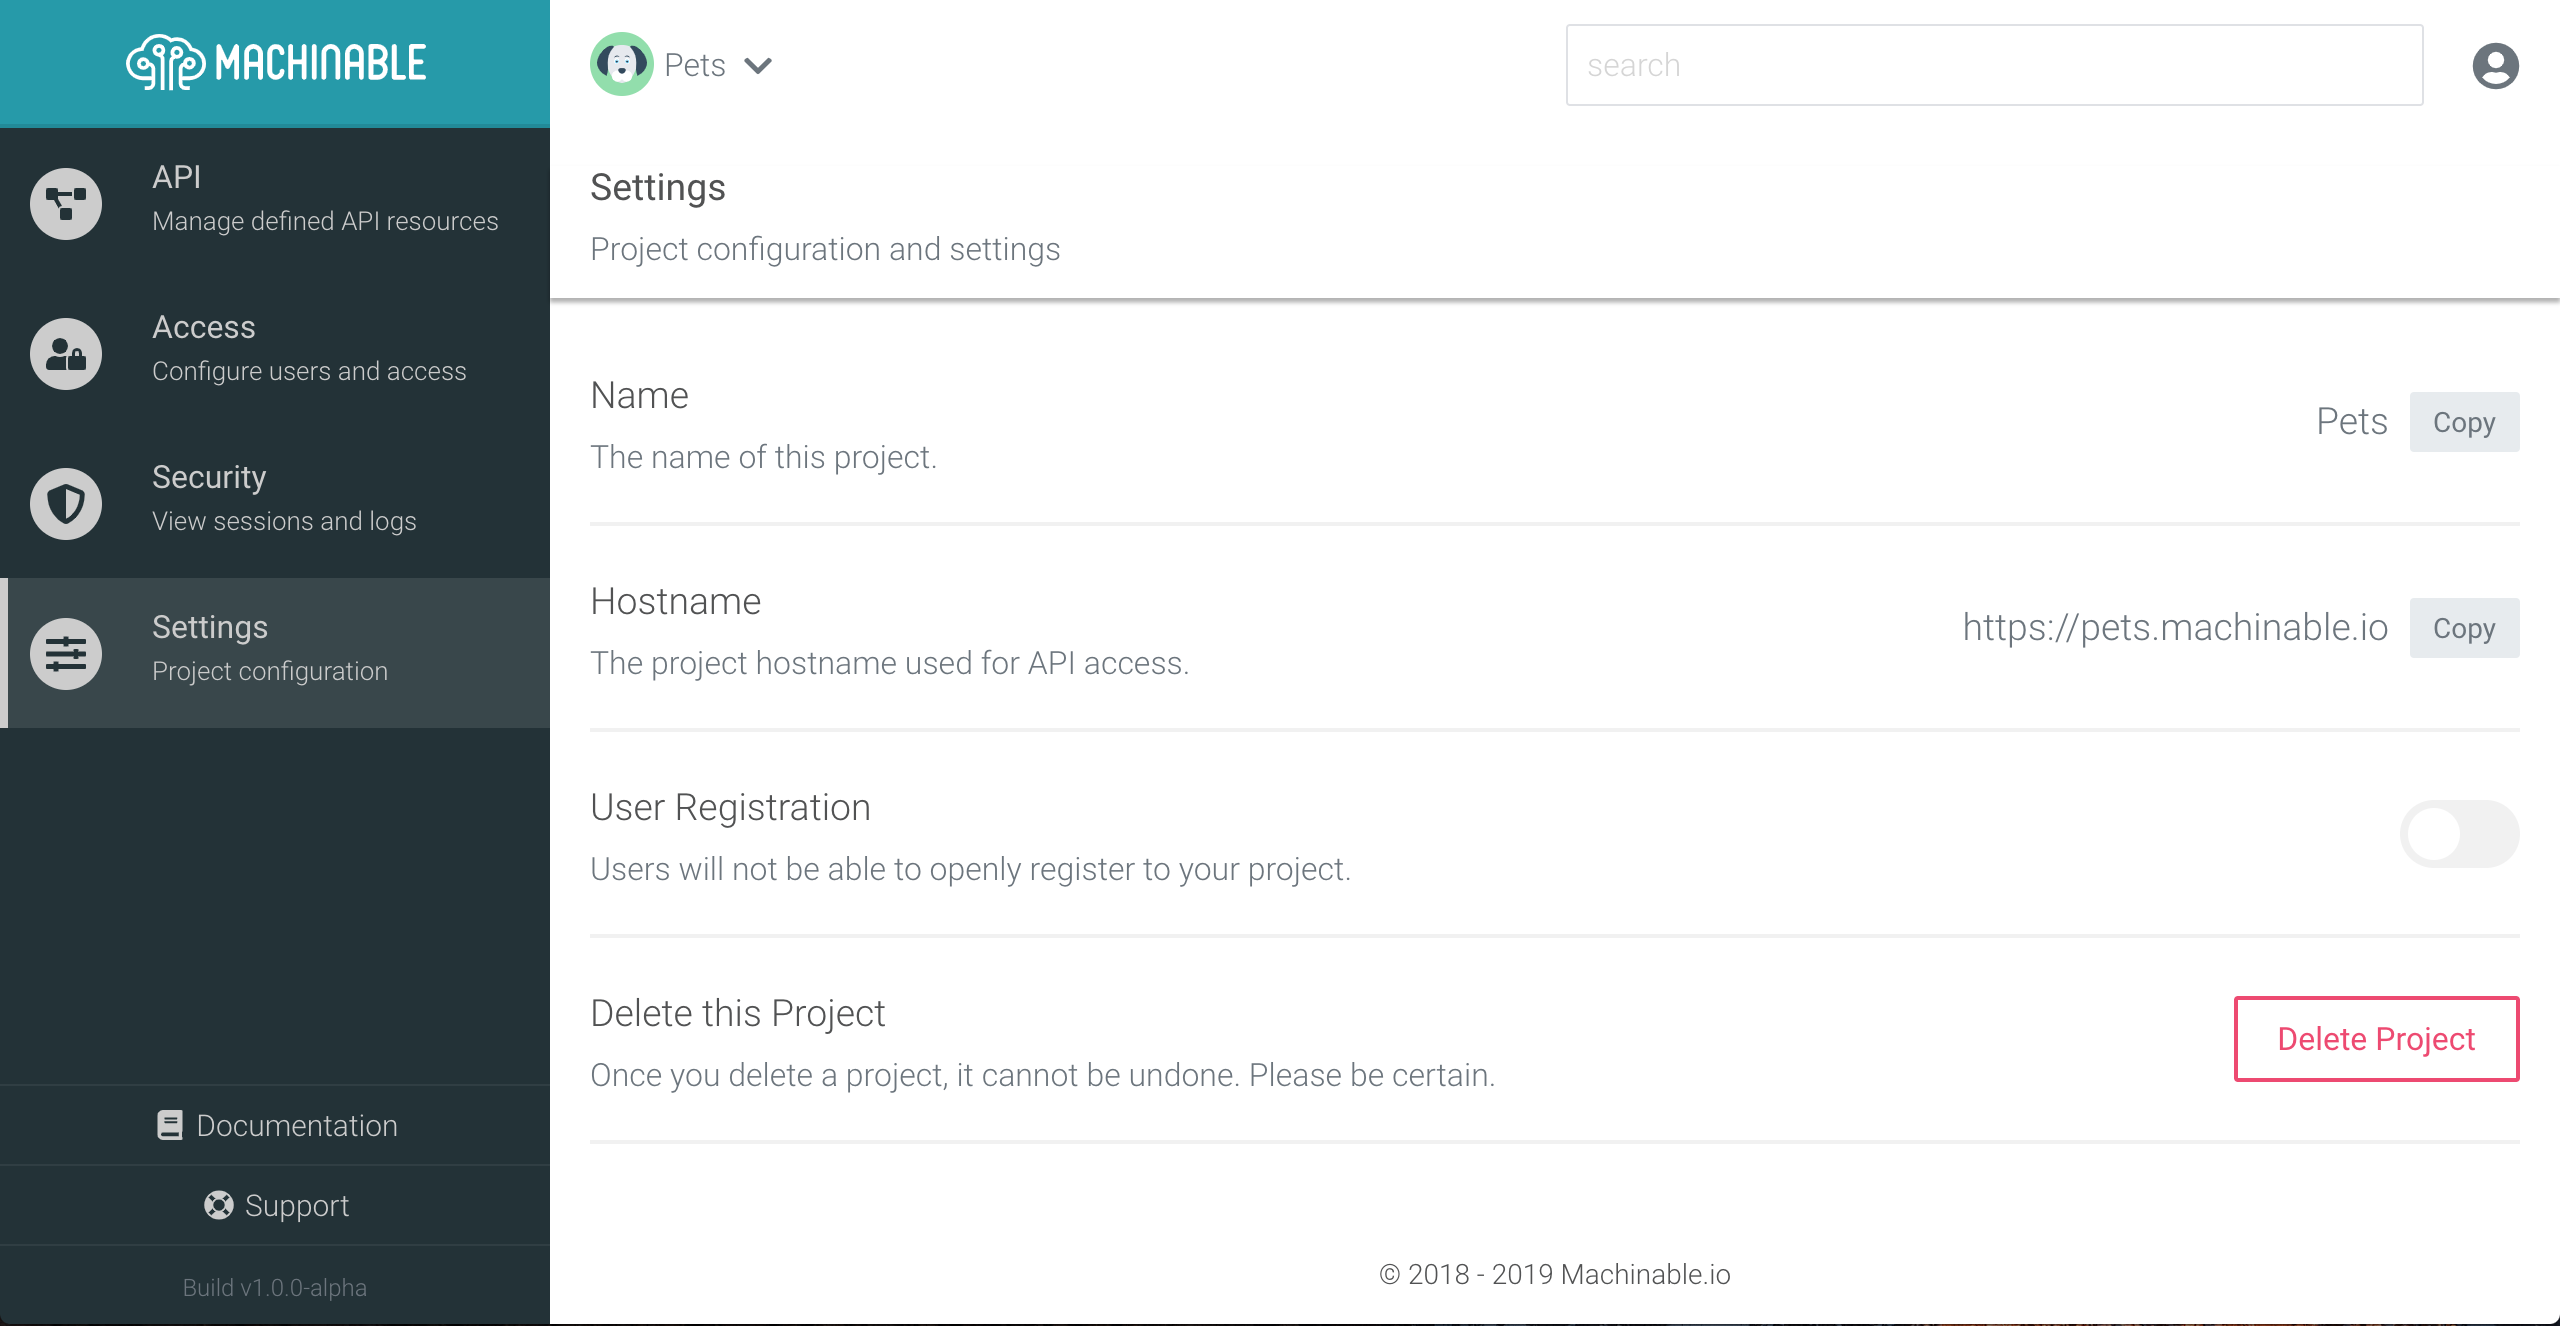 MACHINABLE
Pets
search
API
Manage defined API resources
Access
Configure users and access
Security
View sessions and logs
Settings
Project configuration
Documentation
Support
Build v1.0.0-alpha
Settings
Project configuration and settings
Name
The name of this project.
Pets
Copy
Hostname
The project hostname used for API access.
https://pets.machinable.io
Copy
User Registration
Users will not be able to openly register to your project.
Delete this Project
Once you delete a project, it cannot be undone. Please be certain.
Delete Project
© 2018 - 2019 Machinable.io